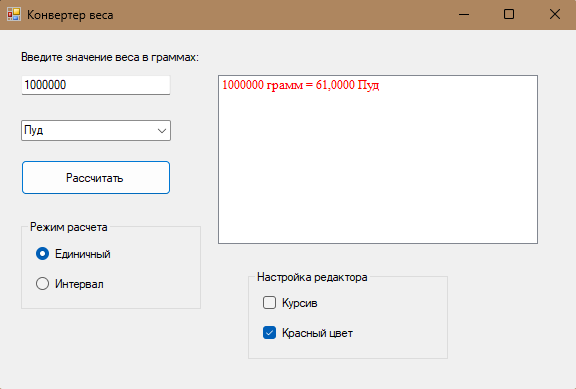 Конвертер веса
Введите значение веса в граммах:
1000000
1000000 грамм = 61,0000 Пуд
Пуд
Рассчитать
Режим расчета
Единичный
Интервал
Настройка редактора
Курсив
Красный цвет